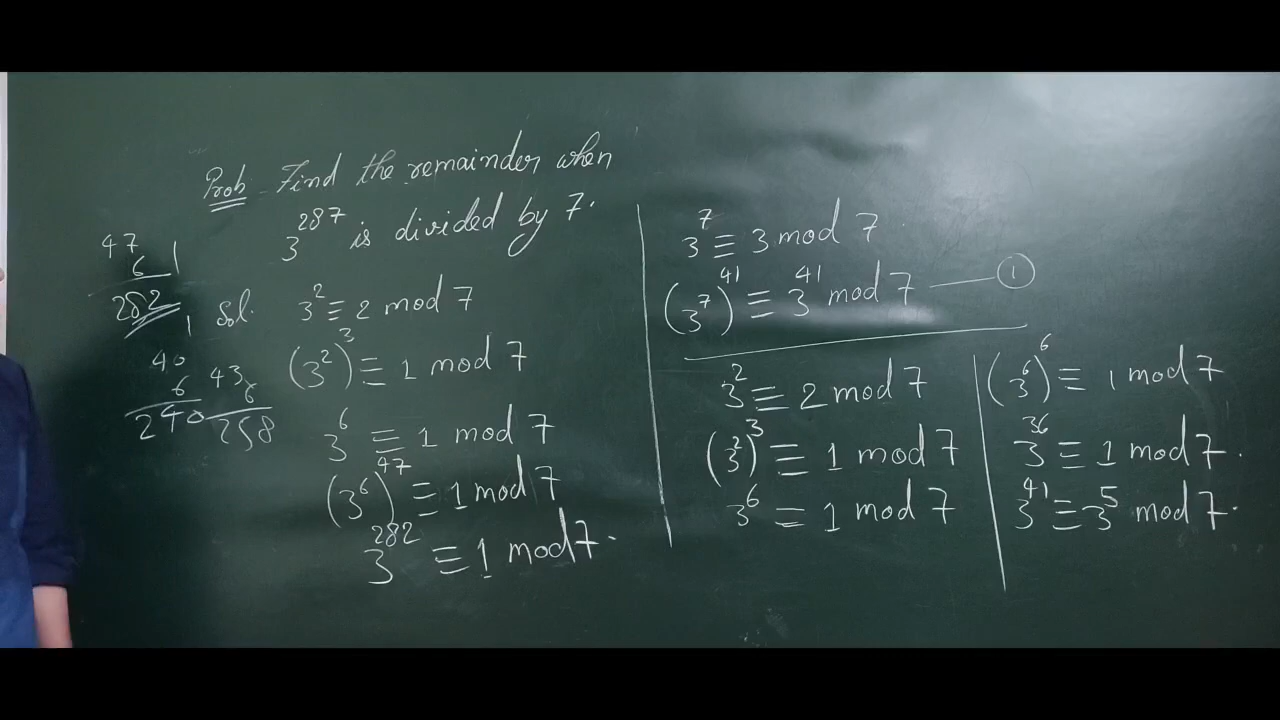 Prob Find the remainder when
3^287 is divided by 7.
47
6
282
40
6
240
43
6
258
Sol. 3^2 ≡ 2 mod 7
(3^2)^3 ≡ 1 mod 7
3^6 ≡ 1 mod 7
(3^6)^47 ≡ 1 mod 7
3^282 ≡ 1 mod 7.
3^7 ≡ 3 mod 7
(3^7)^41 ≡ 3^41 mod 7 — ①
3^2 ≡ 2 mod 7
(3^2)^3 ≡ 1 mod 7
3^6 ≡ 1 mod 7
(3^6)^6 ≡ 1 mod 7
3^36 ≡ 1 mod 7.
3^41 ≡ 3^5 mod 7.